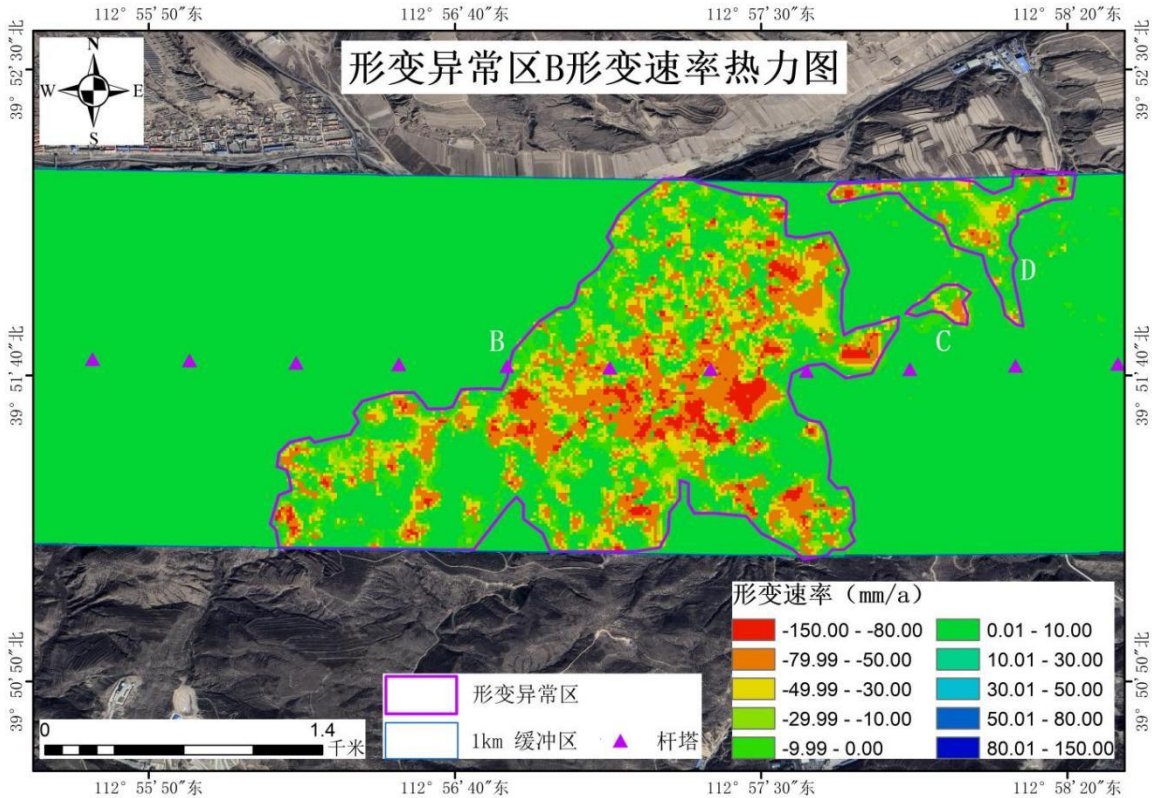 112° 55′50″东
112° 56′40″东
112° 57′30″东
112° 58′20″东
39° 52′30″北
39° 52′30″北
形变异常区B形变速率热力图
N
W
E
S
D
B
C
39° 51′40″北
39° 51′40″北
39° 50′50″北
39° 50′50″北
形变速率（mm/a）
-150.00 - -80.00
0.01 - 10.00
-79.99 - -50.00
10.01 - 30.00
-49.99 - -30.00
30.01 - 50.00
-29.99 - -10.00
50.01 - 80.00
-9.99 - 0.00
80.01 - 150.00
形变异常区
1km 缓冲区
杆塔
0
1.4
千米
112° 55′50″东
112° 56′40″东
112° 57′30″东
112° 58′20″东